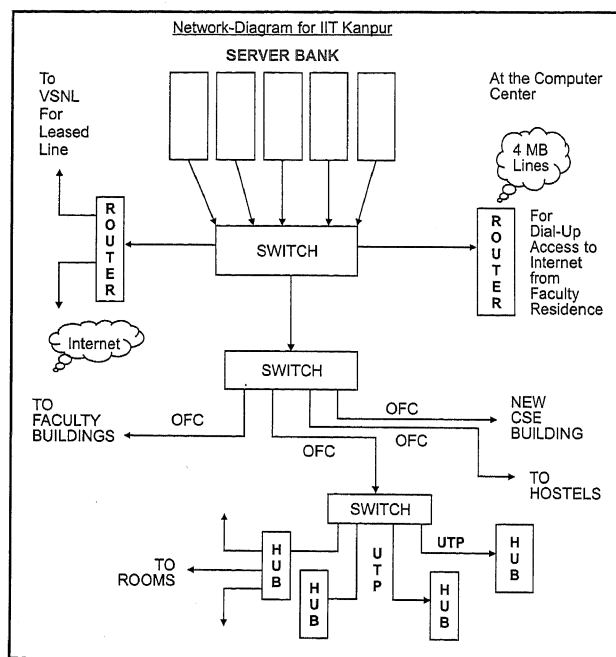 Network-Diagram for IIT Kanpur
SERVER BANK
To
VSNL
For
Leased
Line
At the Computer
Center
4 MB
Lines
ROUTER
SWITCH
ROUTER
For
Dial-Up
Access to
Internet
from
Faculty
Residence
Internet
SWITCH
TO
FACULTY
BUILDINGS
OFC
OFC
OFC
OFC
NEW
CSE
BUILDING
TO
HOSTELS
SWITCH
TO
ROOMS
HUB
HUB
UTP
HUB
UTP
HUB